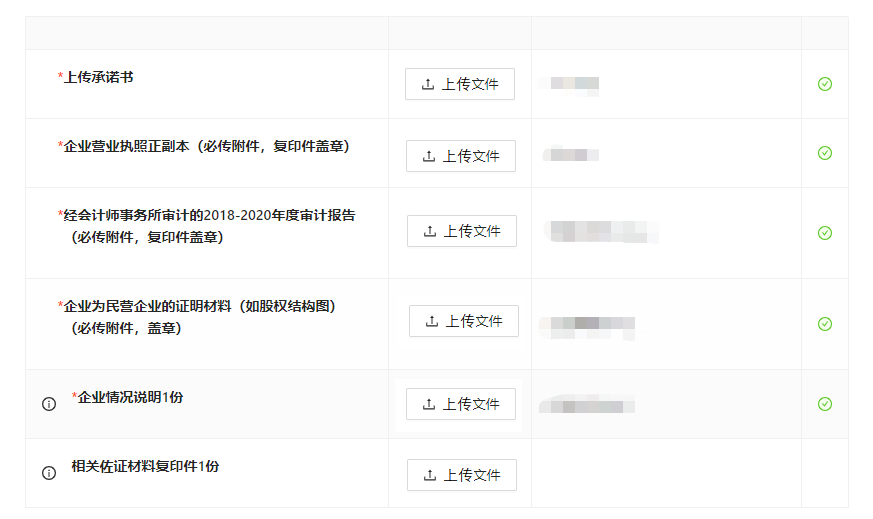 *上传承诺书
上传文件
*企业营业执照正副本（必传附件，复印件盖章）
上传文件
*经会计师事务所审计的2018-2020年度审计报告
（必传附件，复印件盖章）
上传文件
*企业为民营企业的证明材料（如股权结构图）
（必传附件，盖章）
上传文件
*企业情况说明1份
上传文件
相关佐证材料复印件1份
上传文件